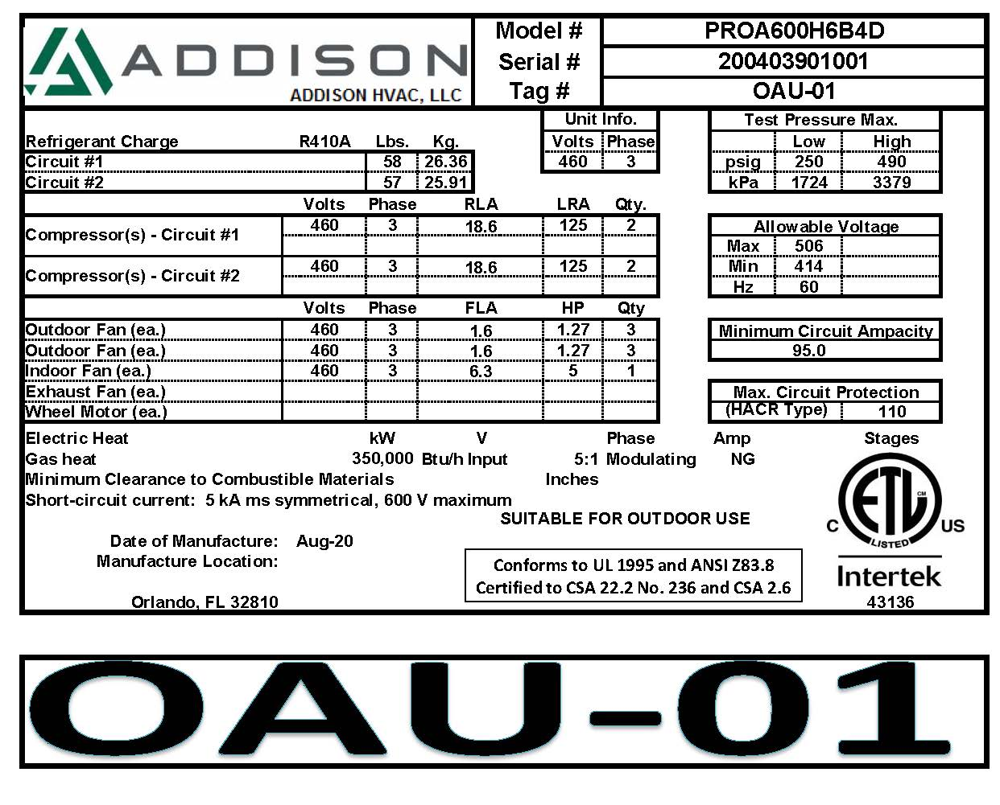 ADDISON
ADDISON HVAC, LLC
Model # PROA600H6B4D
Serial # 200403901001
Tag # OAU-01
Unit Info. Test Pressure Max.
Refrigerant Charge R410A Lbs. Kg. Volts Phase Low High
Circuit #1 58 26.36 460 3 psig 250 490
Circuit #2 57 25.91 kPa 1724 3379
Volts Phase RLA LRA Qty.
Compressor(s) - Circuit #1 460 3 18.6 125 2 Allowable Voltage
Max 506
Compressor(s) - Circuit #2 460 3 18.6 125 2 Min 414
Hz 60
Volts Phase FLA HP Qty
Outdoor Fan (ea.) 460 3 1.6 1.27 3 Minimum Circuit Ampacity
Outdoor Fan (ea.) 460 3 1.6 1.27 3 95.0
Indoor Fan (ea.) 460 3 6.3 5 1
Exhaust Fan (ea.) Max. Circuit Protection
Wheel Motor (ea.) (HACR Type) 110
Electric Heat kW V Phase Amp Stages
Gas heat 350,000 Btu/h Input 5:1 Modulating NG
Minimum Clearance to Combustible Materials Inches
Short-circuit current: 5 kA rms symmetrical, 600 V maximum
SUITABLE FOR OUTDOOR USE
Date of Manufacture: Aug-20
Manufacture Location:
Orlando, FL 32810
Conforms to UL 1995 and ANSI Z83.8
Certified to CSA 22.2 No. 236 and CSA 2.6
ETL CM
C US
LISTED
Intertek
43136
OAU-01